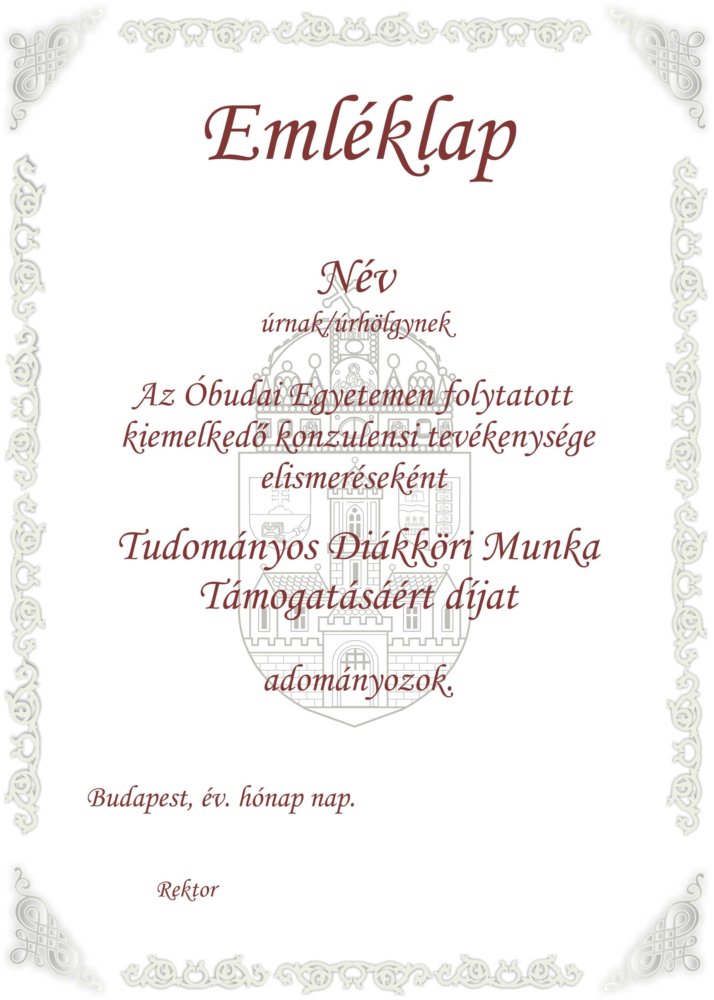 Emléklap
Név
úrnak/úrhölgynek
Az Óbudai Egyetemen folytatott
kiemelkedő konzulensi tevékenysége
elismeréseként
B
C K
C K
J N
A R
Tudományos Diákköri Munka
Támogatásáért díjat
adományozok.
Budapest, év. hónap nap.
Rektor